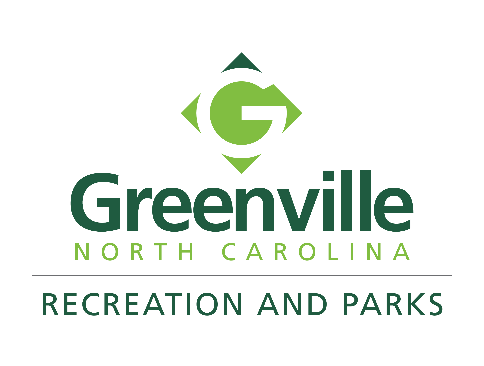 G
Greenville
NORTH CAROLINA
RECREATION AND PARKS